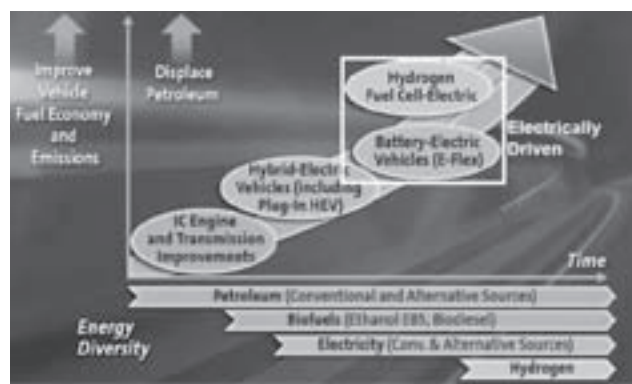 Improve
Vehicle
Fuel Economy
and
Emissions
Displace
Petroleum
Hydrogen
Fuel Cell-Electric
Battery-Electric
Vehicles (E-Flex)
Electrically
Driven
Hybrid-Electric
Vehicles (including
Plug-In HEV)
IC Engine
and Transmission
Improvements
Time
Energy
Diversity
Petroleum (Conventional and Alternative Sources)
Biofuels (Ethanol E85, Biodiesel)
Electricity (Conv. & Alternative Sources)
Hydrogen